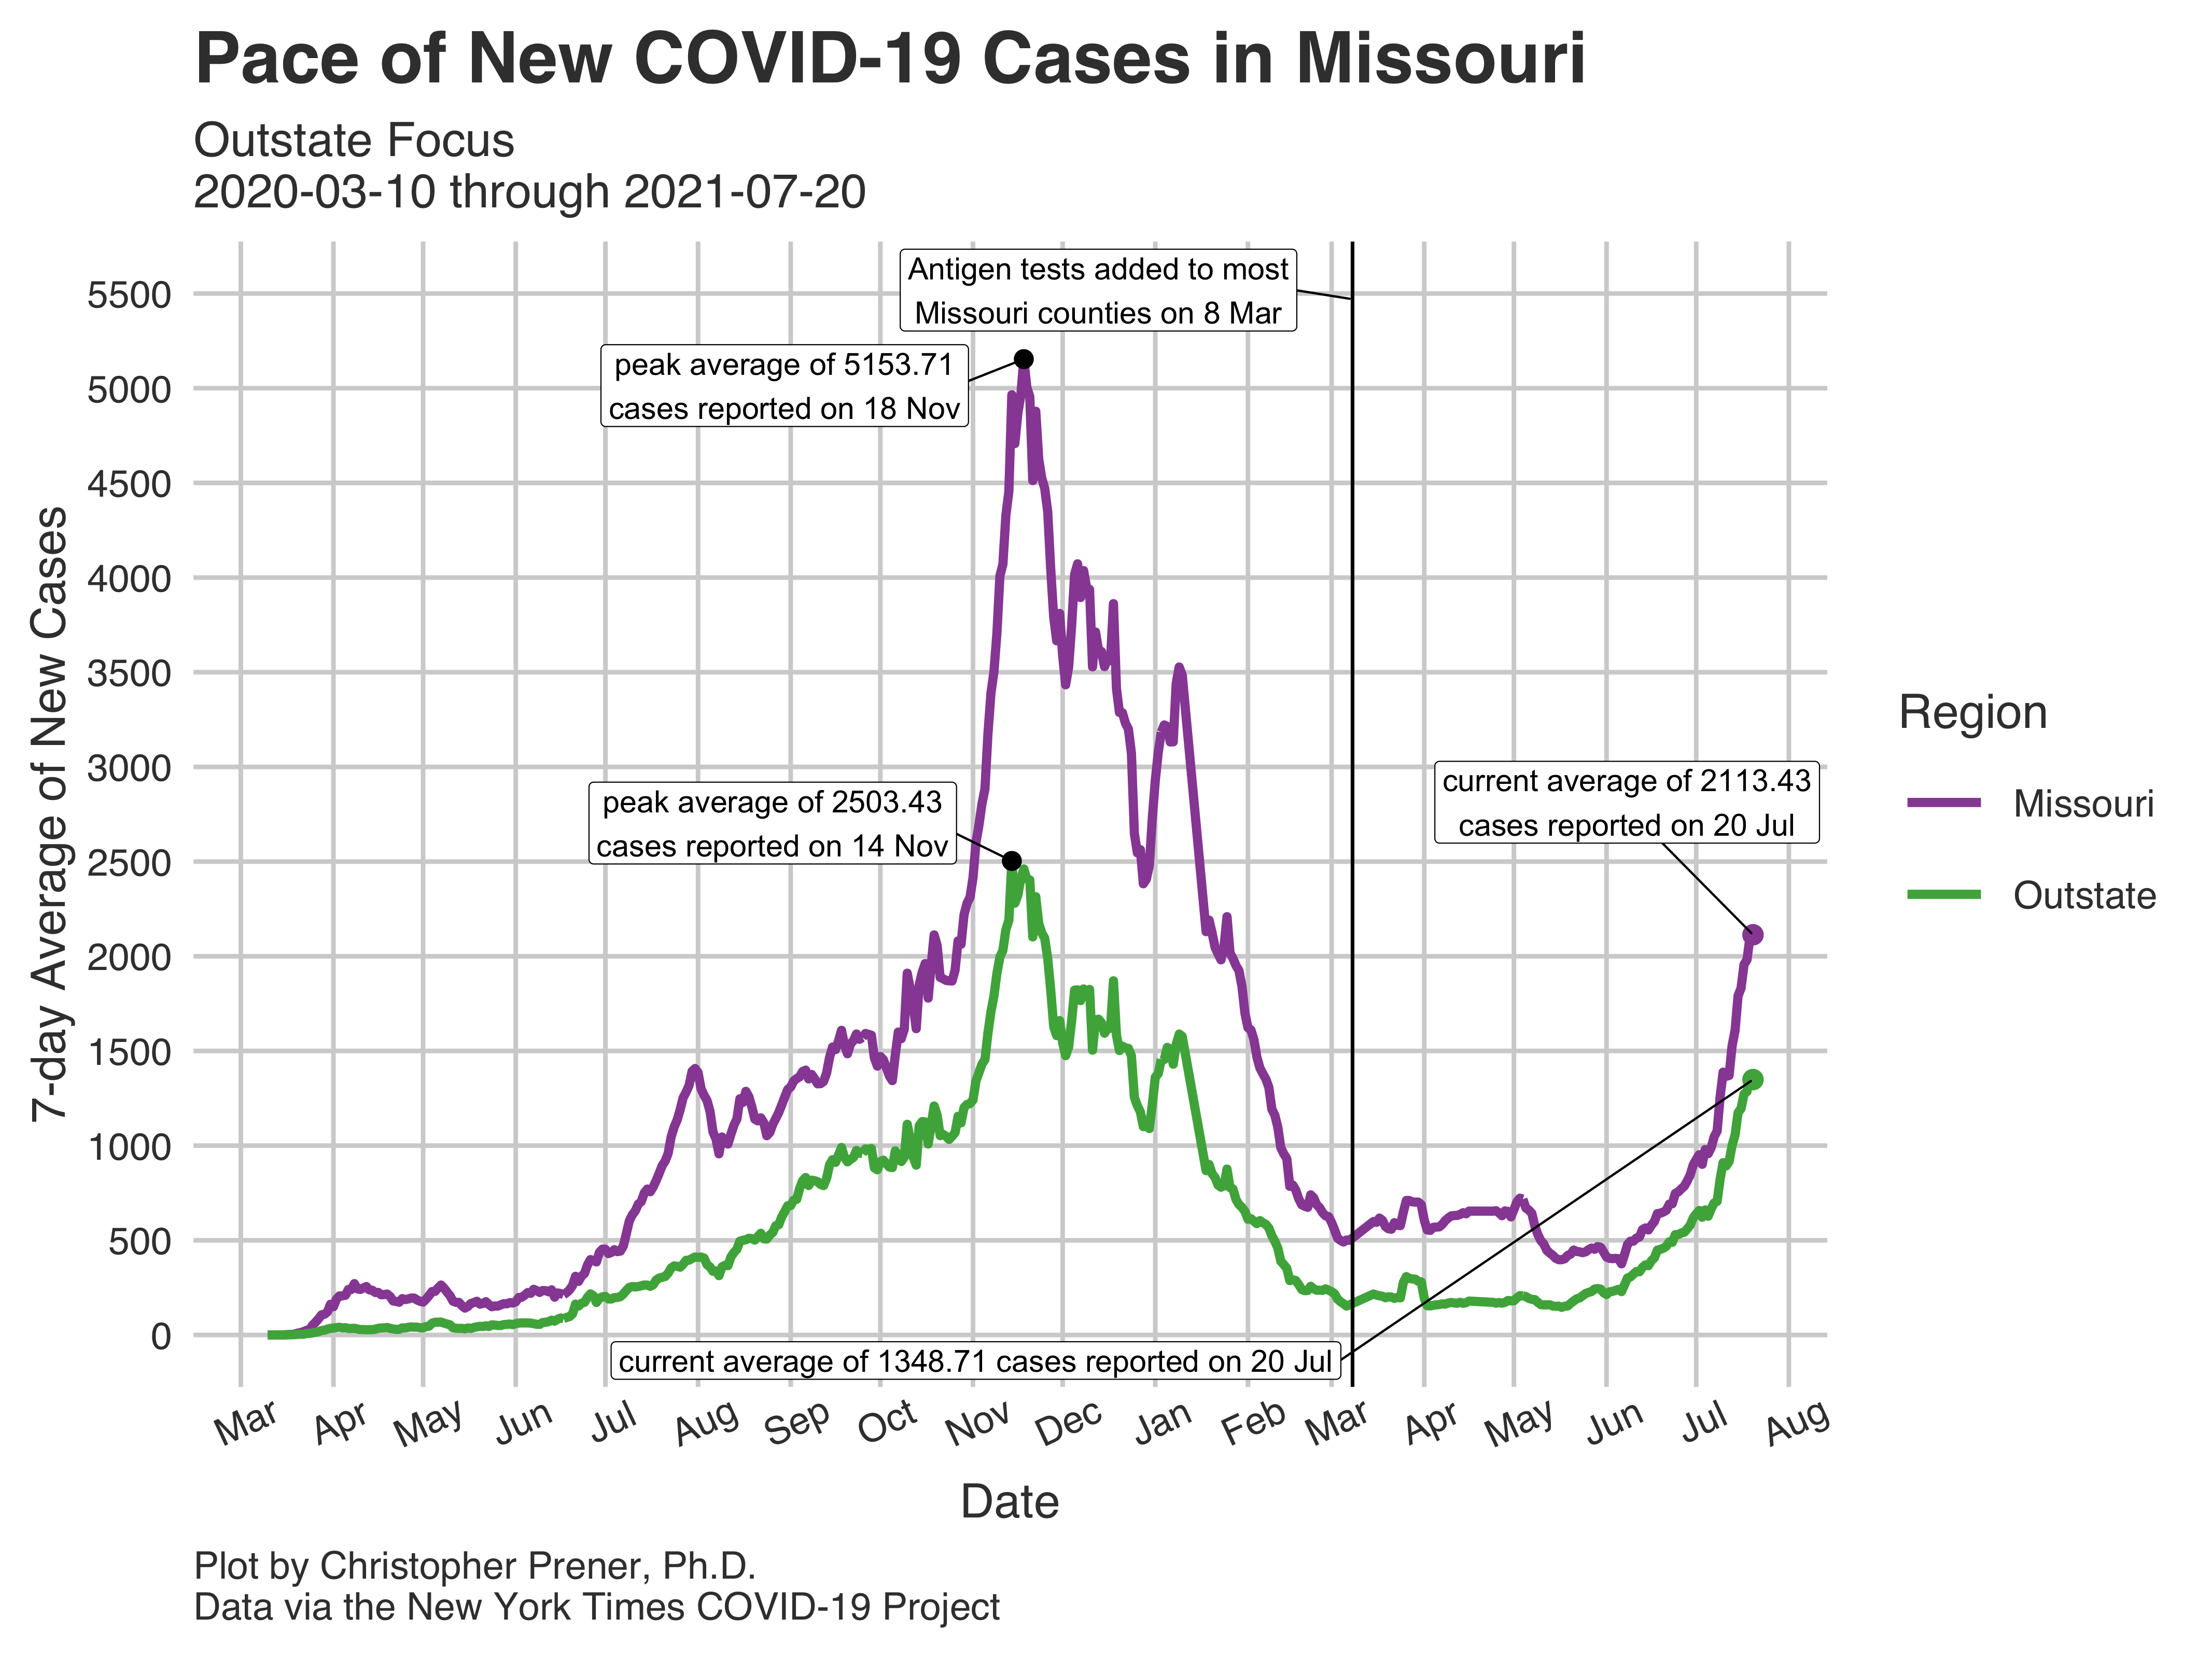 Pace of New COVID-19 Cases in Missouri
Outstate Focus
2020-03-10 through 2021-07-20
7-day Average of New Cases
5500
5000
4500
4000
3500
3000
2500
2000
1500
1000
500
0
Antigen tests added to most
Missouri counties on 8 Mar
peak average of 5153.71
cases reported on 18 Nov
peak average of 2503.43
cases reported on 14 Nov
current average of 2113.43
cases reported on 20 Jul
current average of 1348.71 cases reported on 20 Jul
Region
Missouri
Outstate
Mar Apr May Jun Jul Aug Sep Oct Nov Dec Jan Feb Mar Apr May Jun Jul Aug
Date
Plot by Christopher Prener, Ph.D.
Data via the New York Times COVID-19 Project